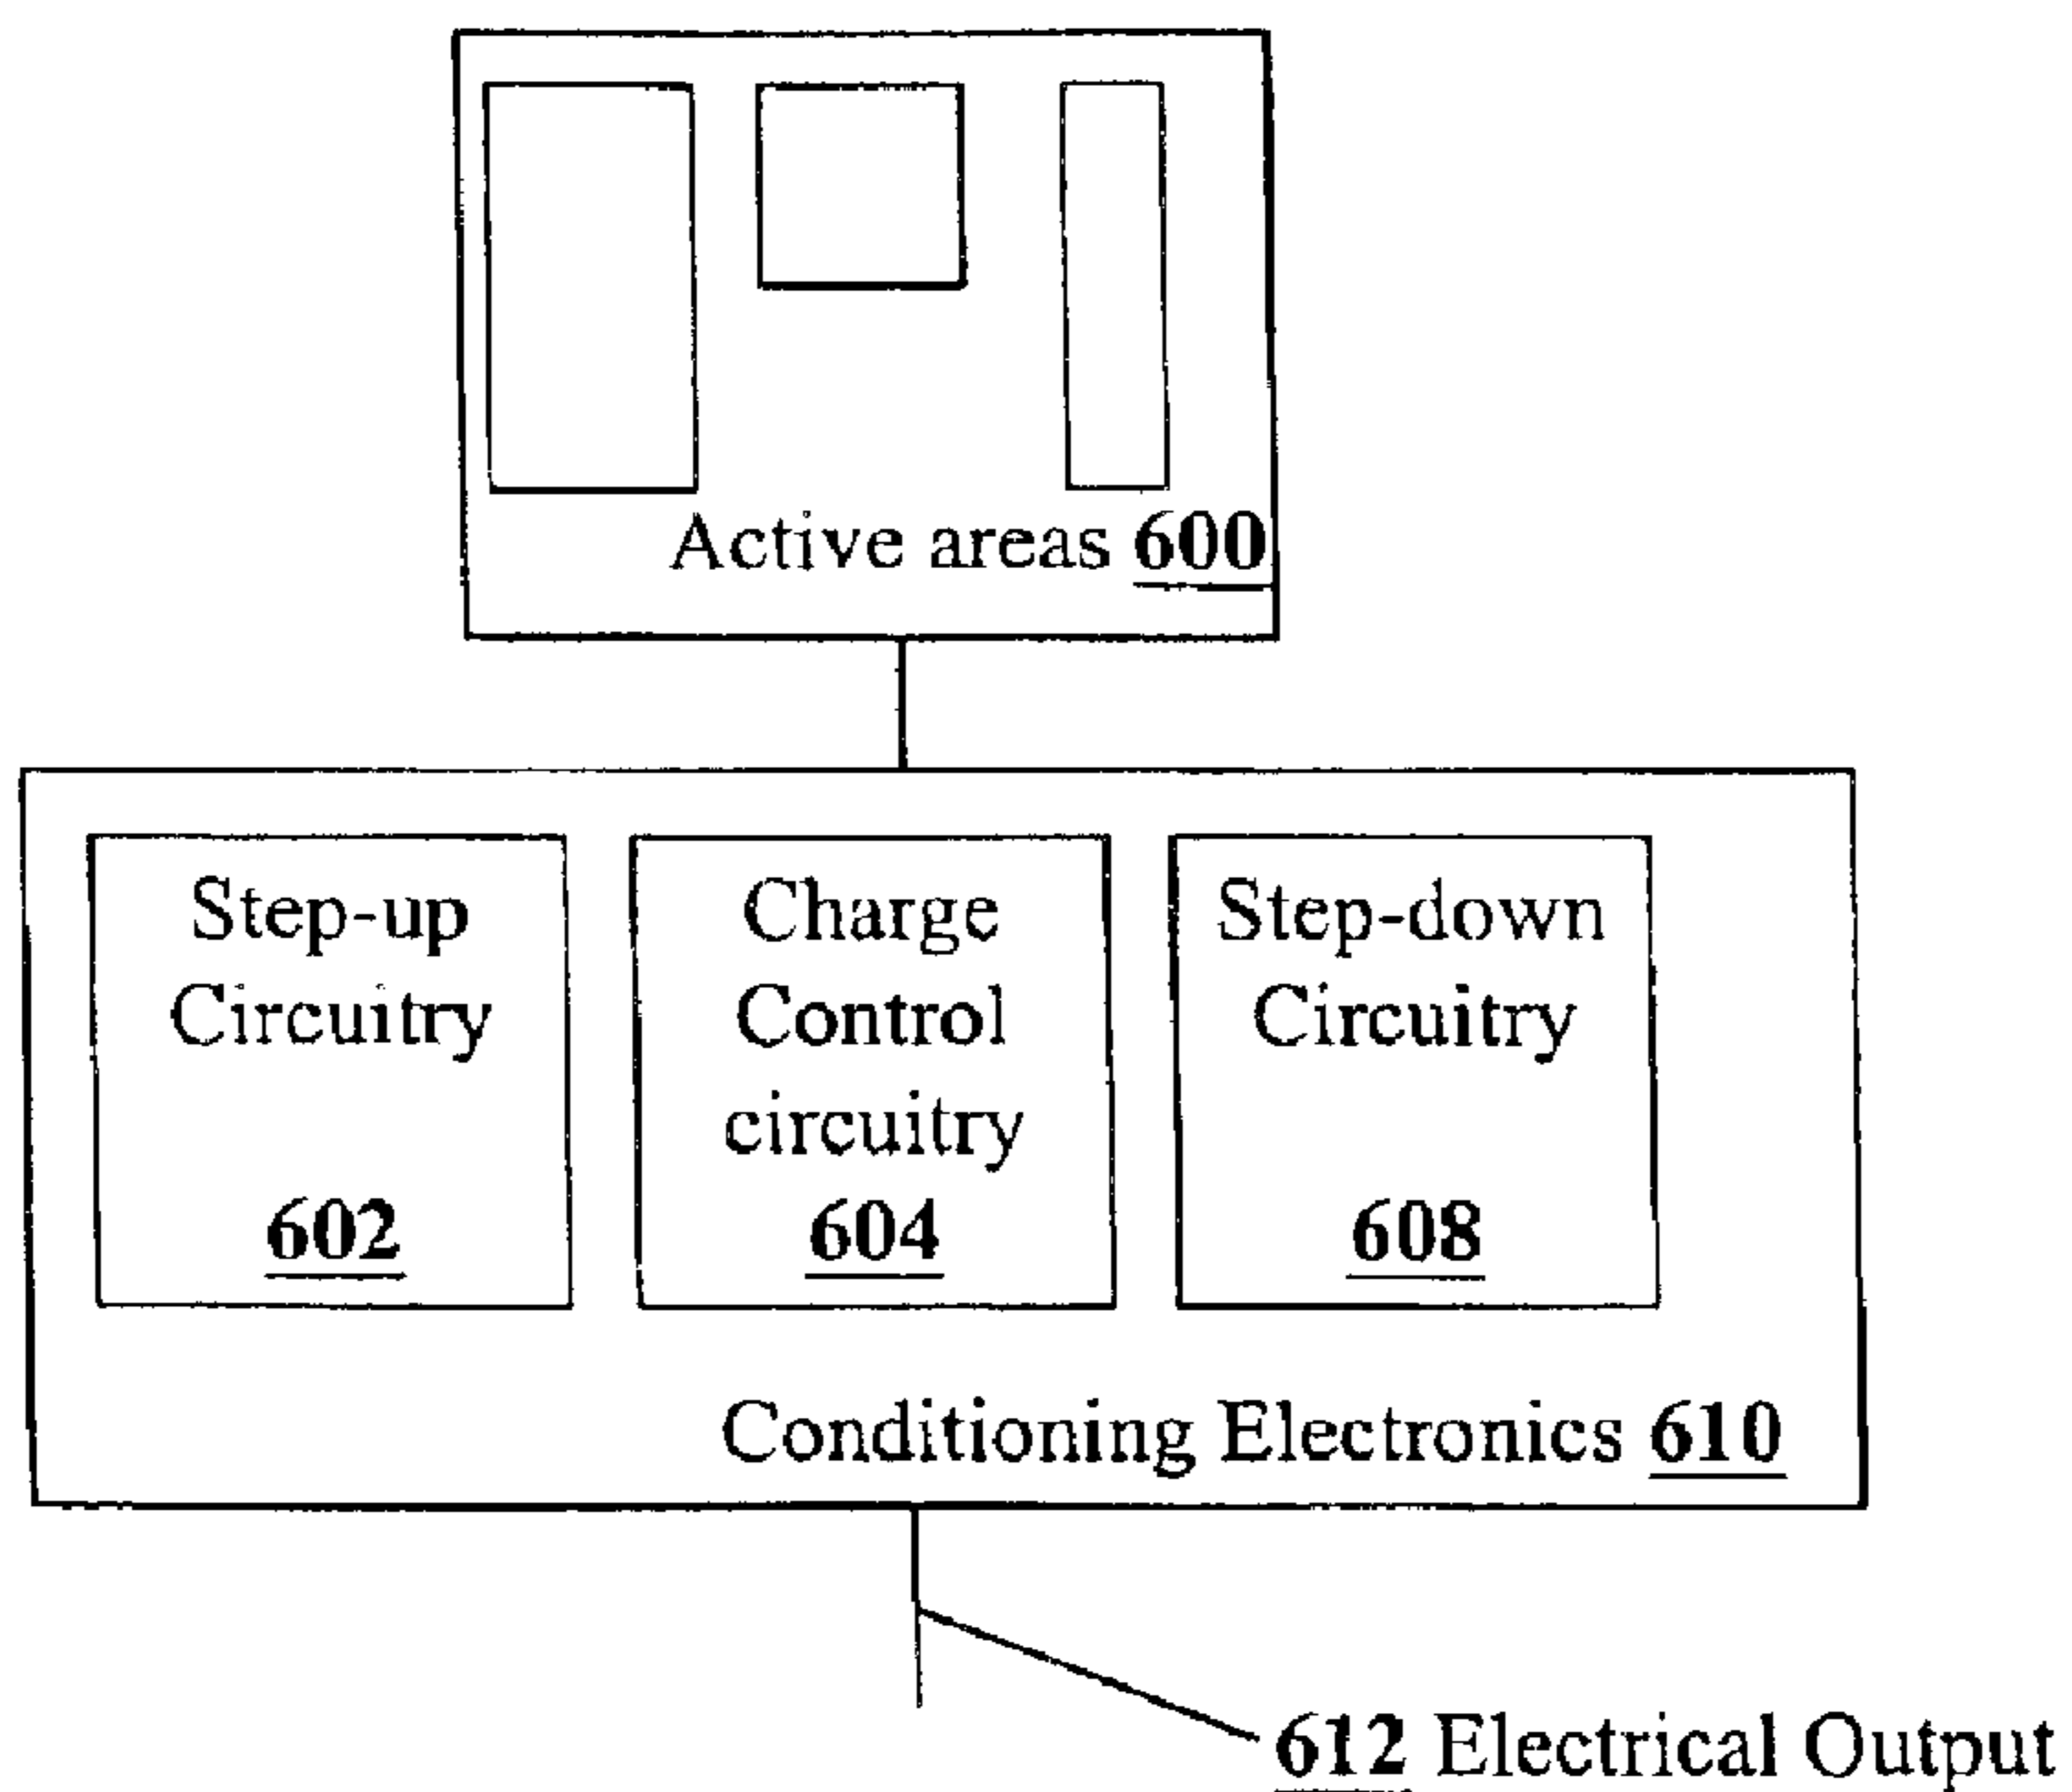 Active areas 600
Step-up
Circuitry
602
Charge
Control
circuitry
604
Step-down
Circuitry
608
Conditioning Electronics 610
612 Electrical Output